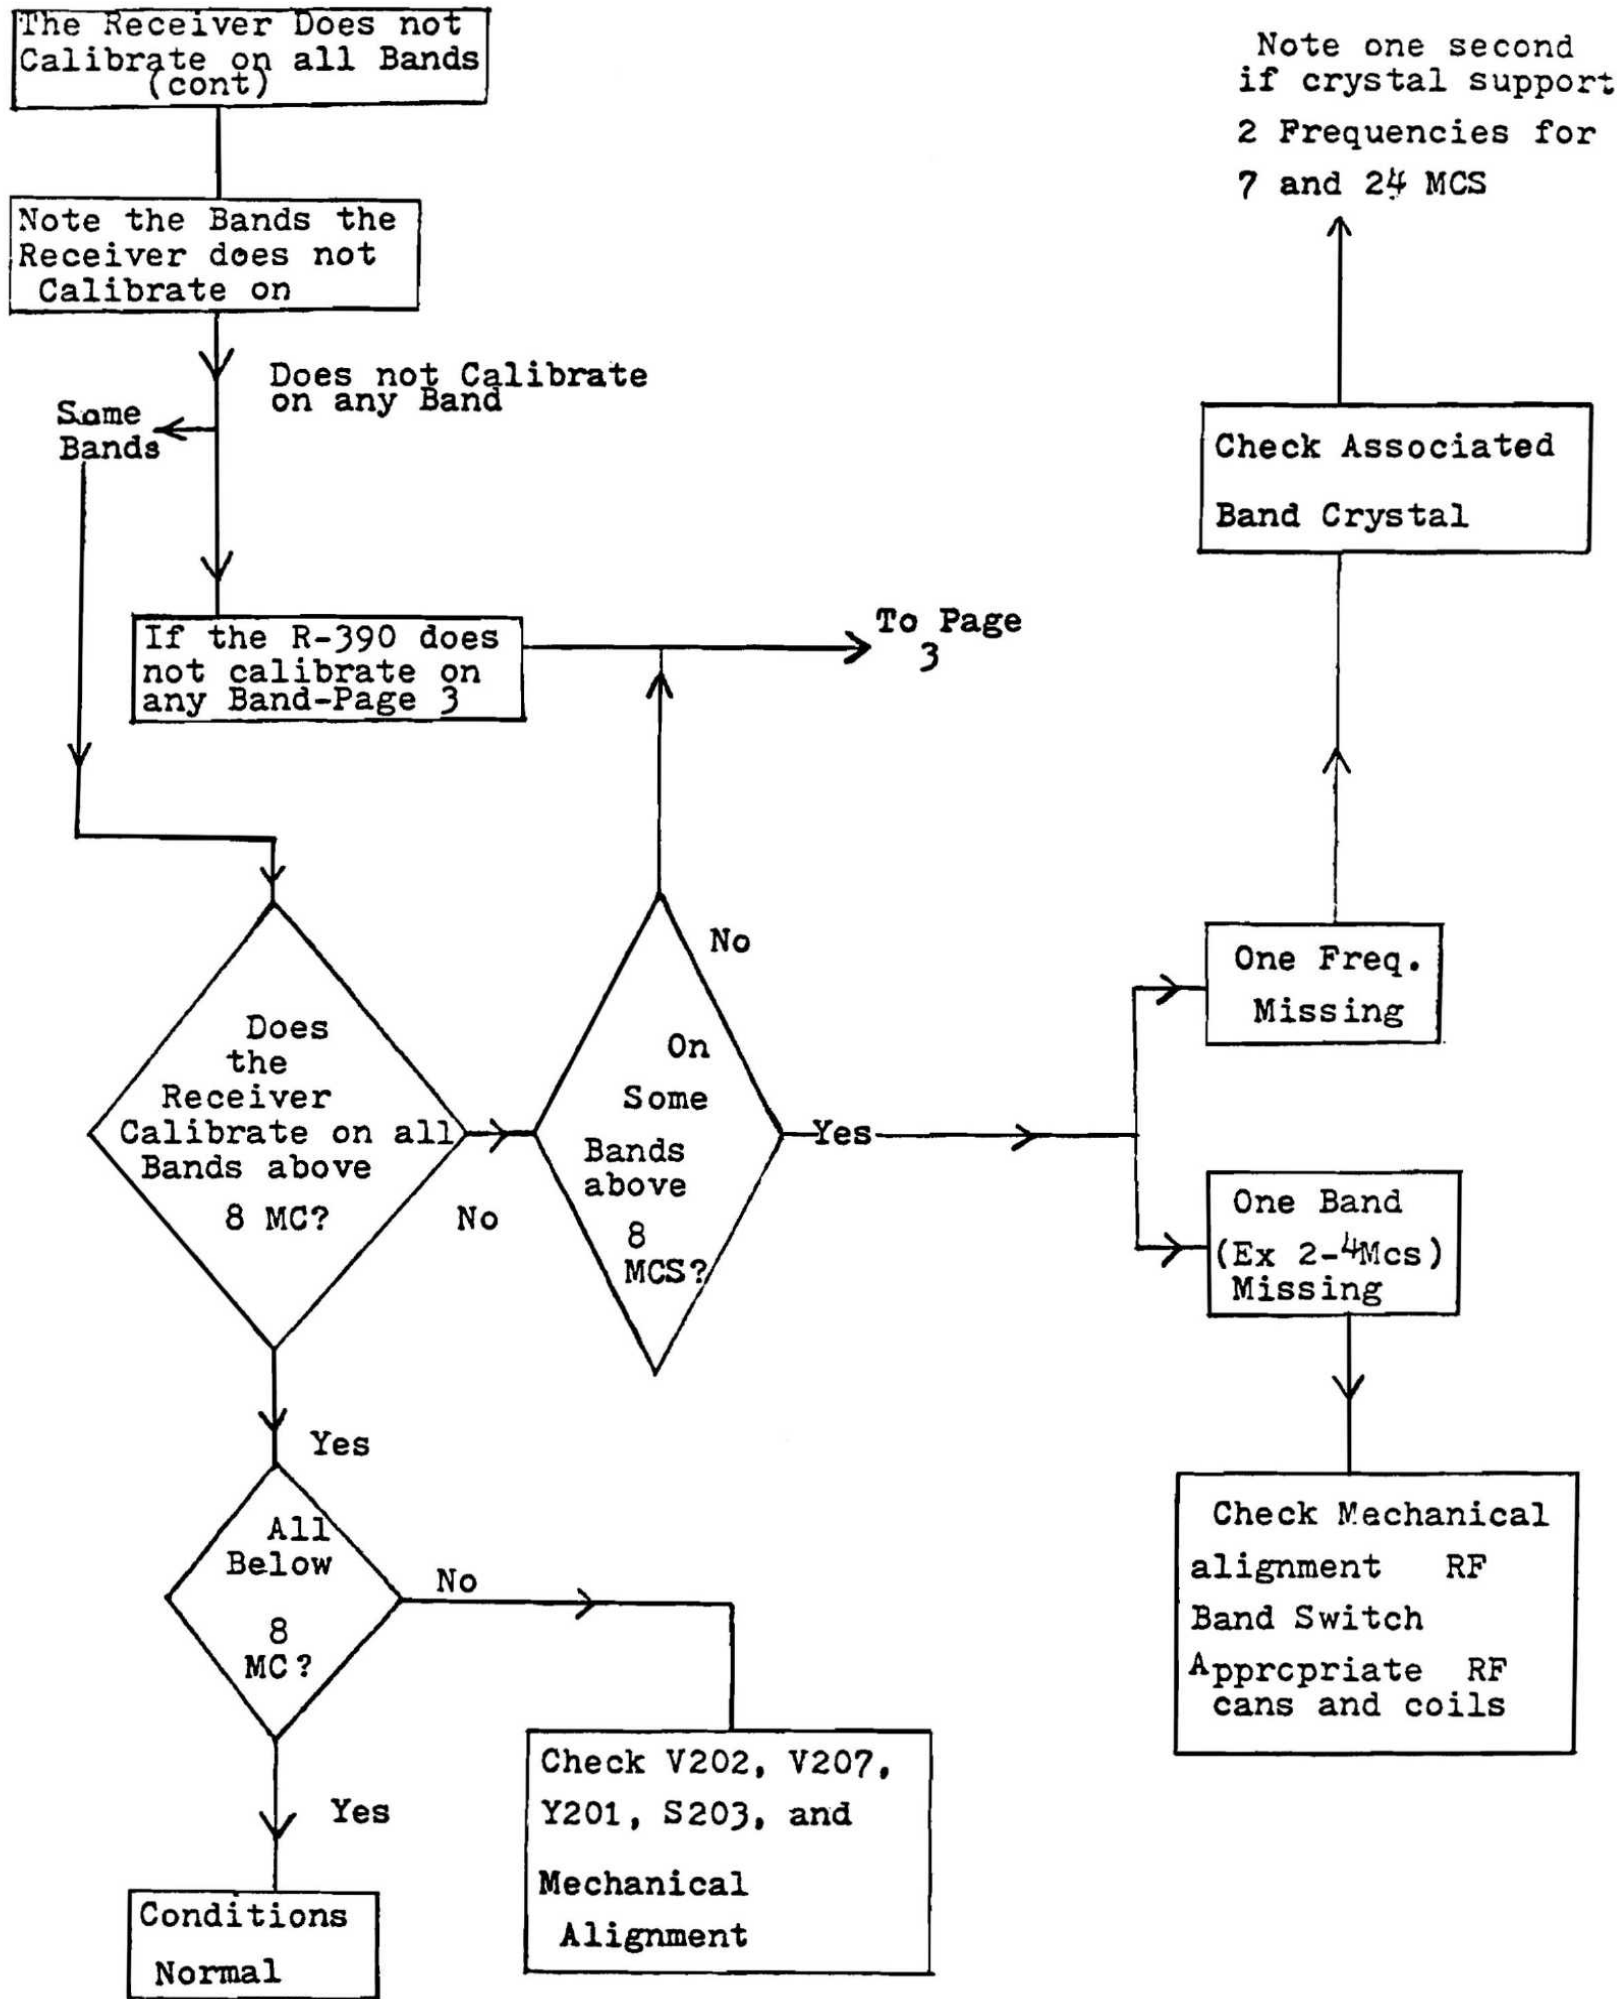 The Receiver Does not
Calibrate on all Bands
(cont)
Note the Bands the
Receiver does not
Calibrate on
Does not Calibrate
on any Band
Some
Bands
If the R-390 does
not calibrate on
any Band-Page 3
To Page
3
Does
the
Receiver
Calibrate on all
Bands above
8 MC?
No
Yes
On
Some
Bands
above
8
MCS?
No
Yes
All
Below
8
MC?
No
Yes
Conditions
Normal
Check V202, V207,
Y201, S203, and
Mechanical
Alignment
One Freq.
Missing
Check Associated
Band Crystal
Note one second
if crystal support
2 Frequencies for
7 and 24 MCS
One Band
(Ex 2-4Mcs)
Missing
Check Mechanical
alignment RF
Band Switch
Apprcpriate RF
cans and coils